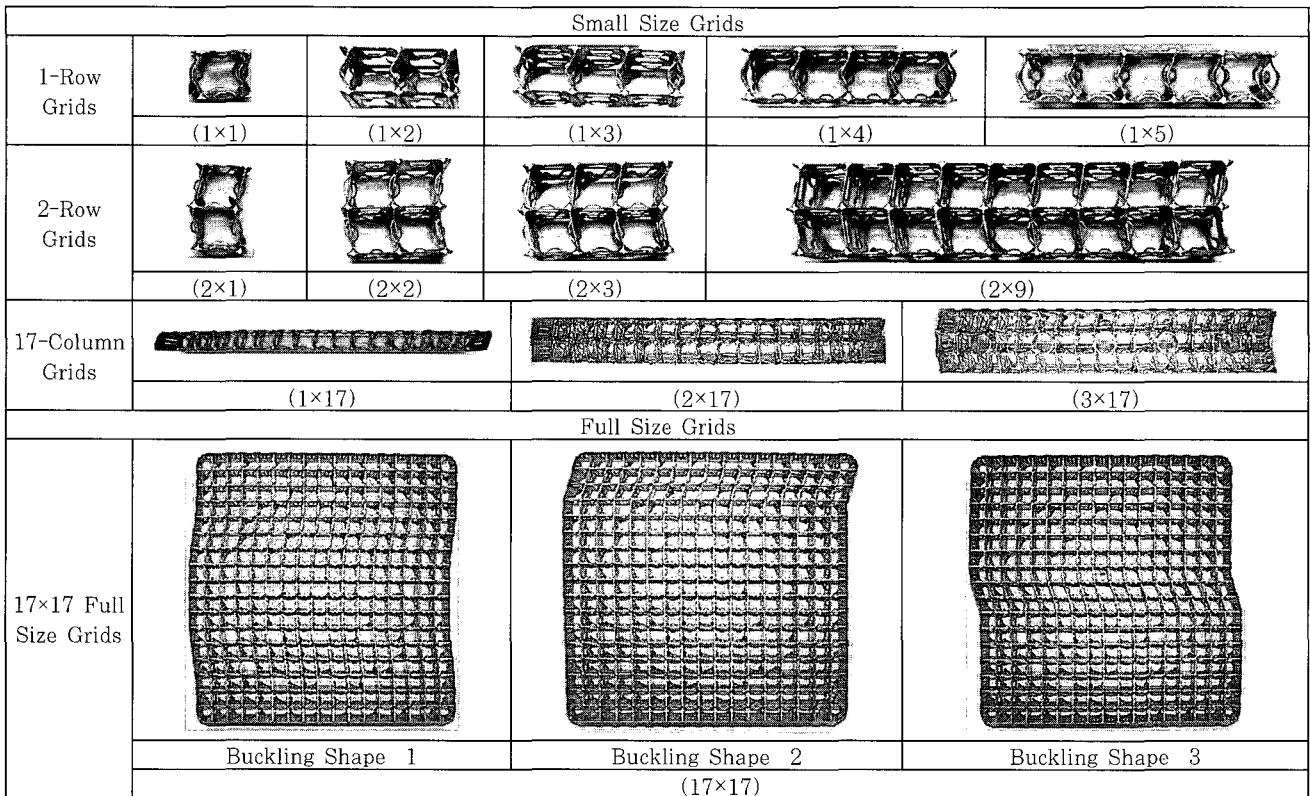 Small Size Grids
1-Row
Grids
(1×1) (1×2) (1×3) (1×4) (1×5)
2-Row
Grids
(2×1) (2×2) (2×3) (2×9)
17-Column
Grids
(1×17) (2×17) (3×17)
Full Size Grids
17×17 Full
Size Grids
Buckling Shape 1 Buckling Shape 2 Buckling Shape 3
(17×17)